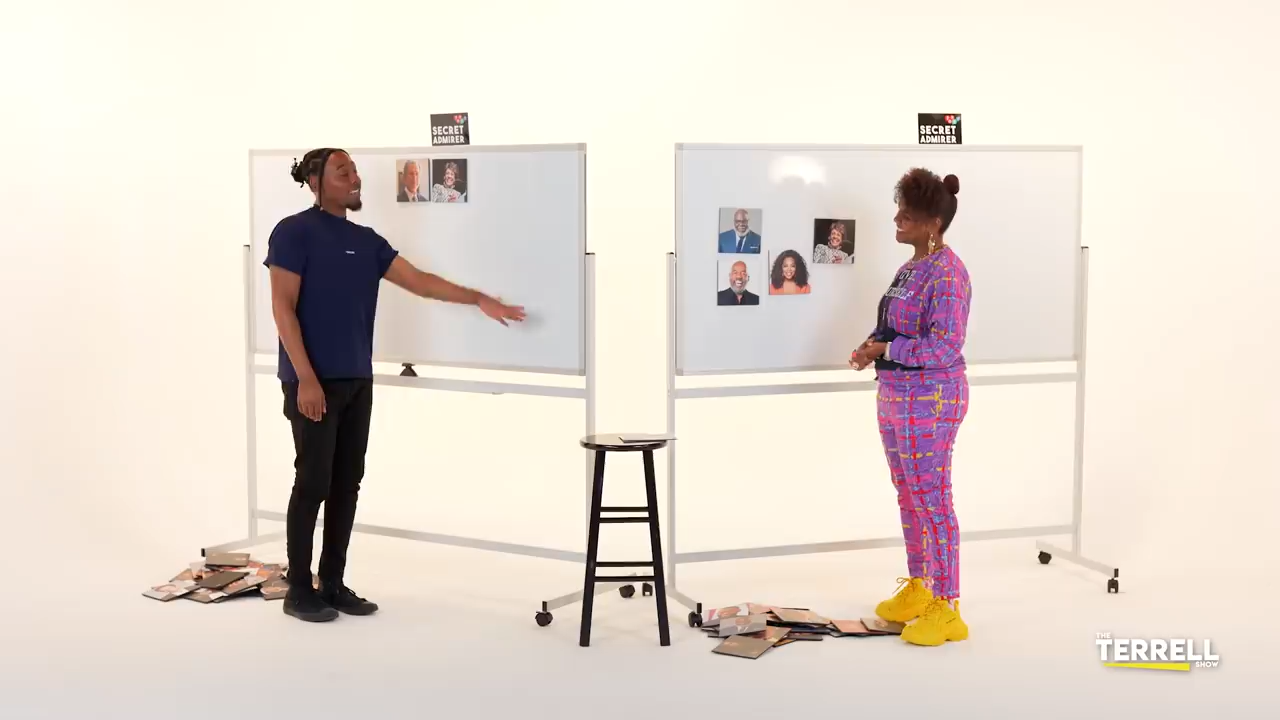 SECRET
ADMIRER
SECRET
ADMIRER
THE
TERRELL
SHOW